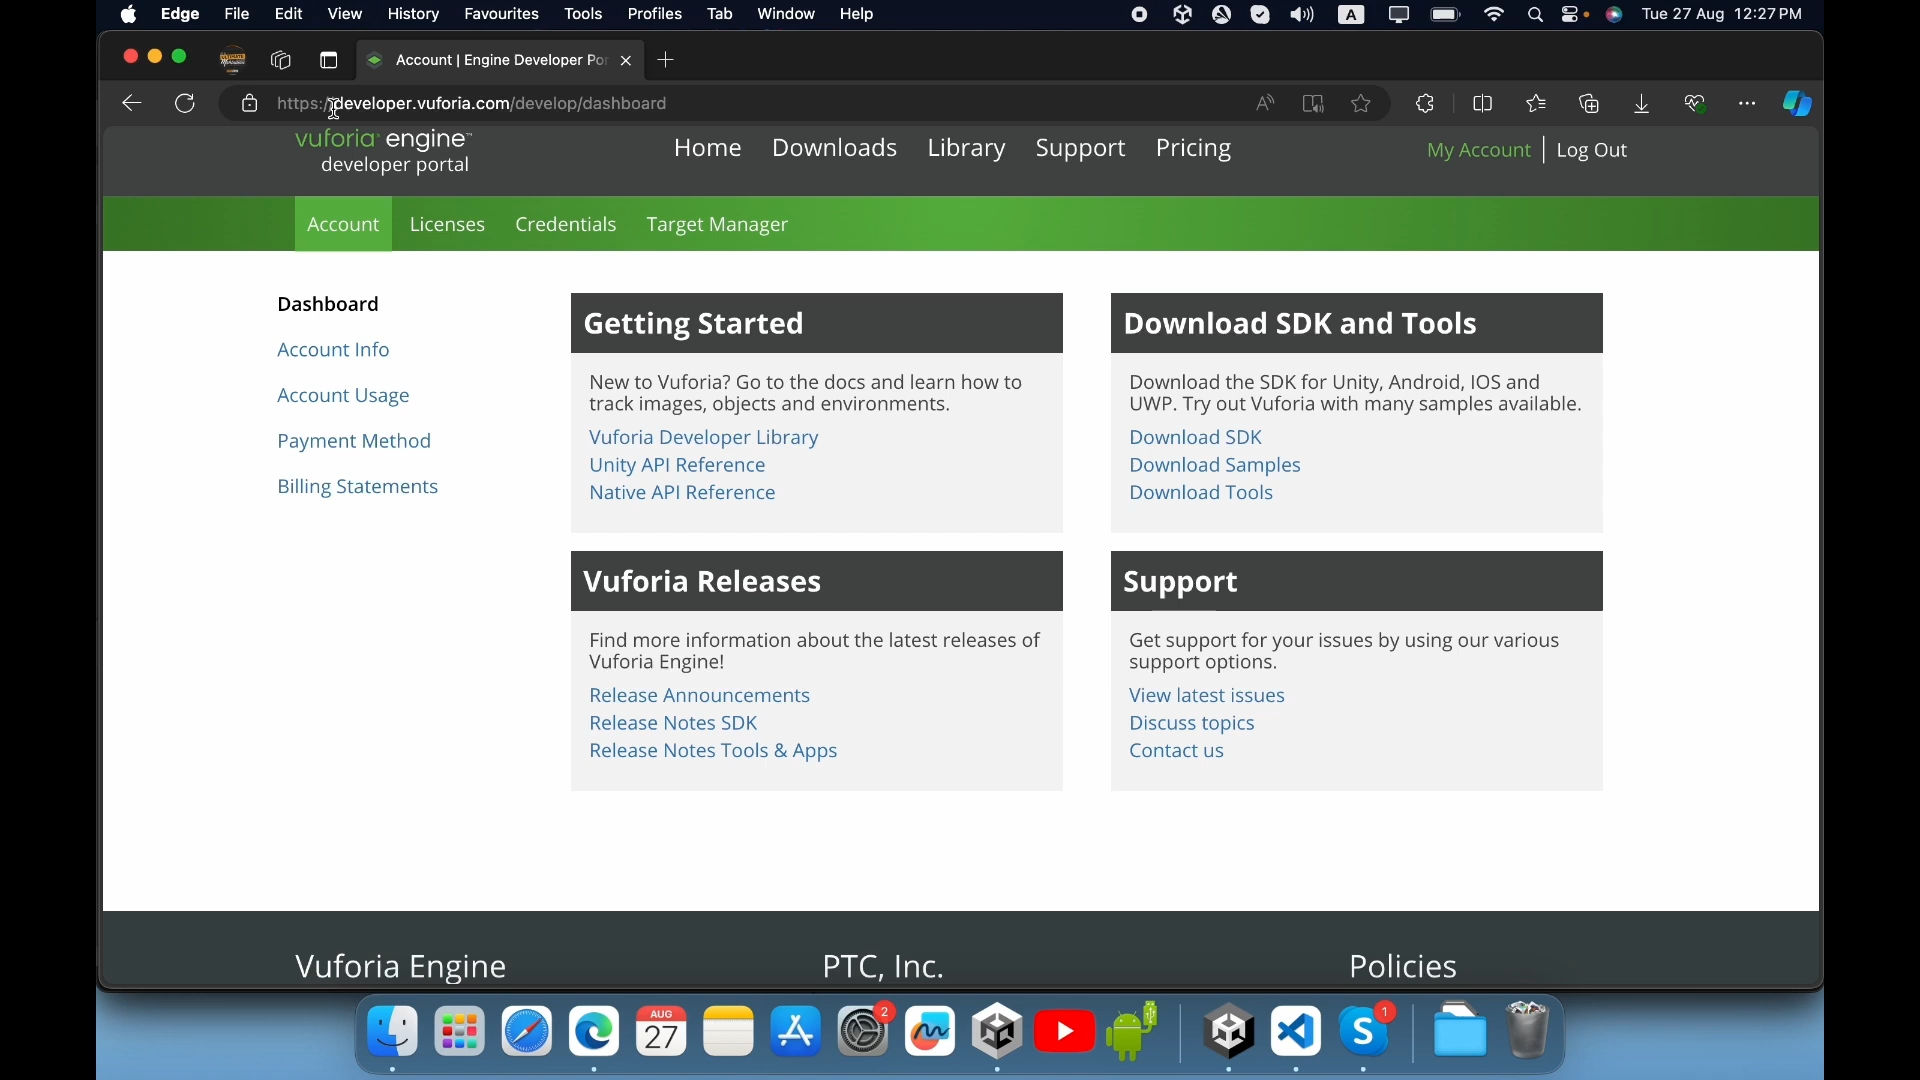 Edge File Edit View History Favourites Tools Profiles Tab Window Help A Tue 27 Aug 12:27 PM
Account | Engine Developer Por
https://developer.vuforia.com/develop/dashboard
vuforia engine™
developer portal
Home Downloads Library Support Pricing
My Account Log Out
Account Licenses Credentials Target Manager
Dashboard
Account Info
Account Usage
Payment Method
Billing Statements
Getting Started
New to Vuforia? Go to the docs and learn how to
track images, objects and environments.
Vuforia Developer Library
Unity API Reference
Native API Reference
Download SDK and Tools
Download the SDK for Unity, Android, IOS and
UWP. Try out Vuforia with many samples available.
Download SDK
Download Samples
Download Tools
Vuforia Releases
Find more information about the latest releases of
Vuforia Engine!
Release Announcements
Release Notes SDK
Release Notes Tools & Apps
Support
Get support for your issues by using our various
support options.
View latest issues
Discuss topics
Contact us
Vuforia Engine PTC, Inc. Policies
AUG
27
2
S
1